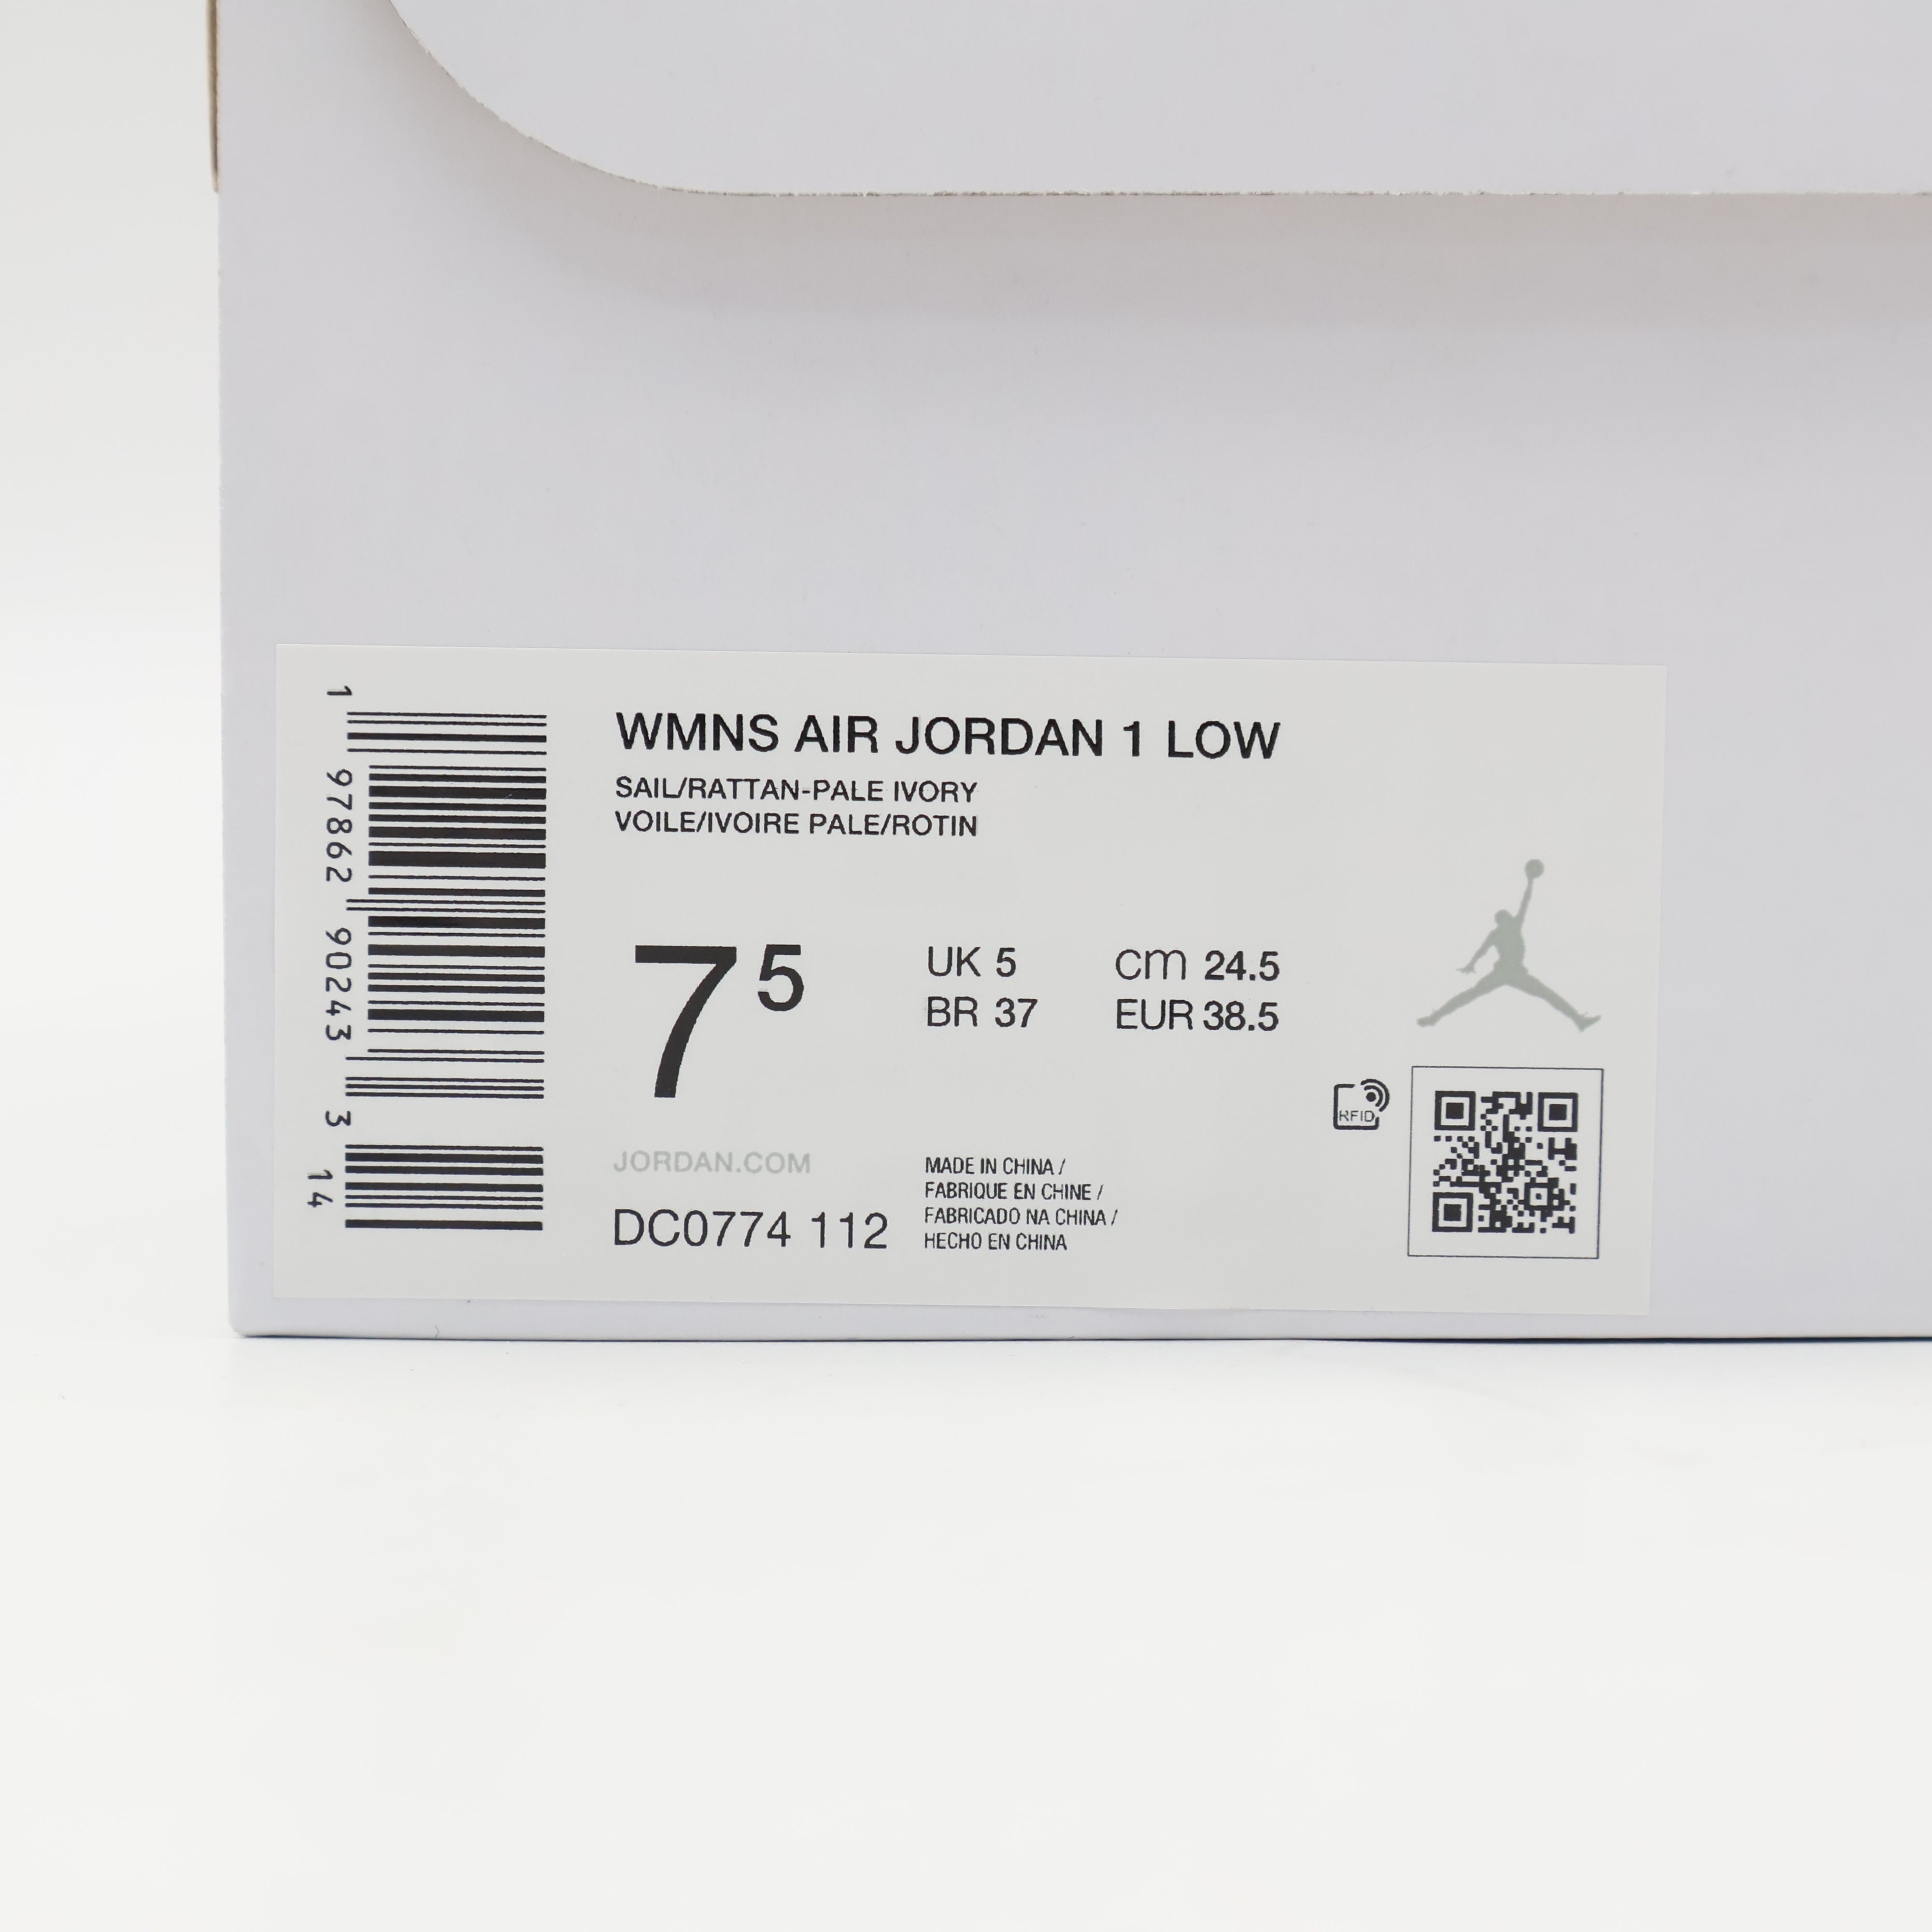 1 97862 90243 3
14
WMNS AIR JORDAN 1 LOW
SAIL/RATTAN-PALE IVORY
VOILE/IVOIRE PALE/ROTIN
7 5
UK 5 cm 24.5
BR 37 EUR 38.5
RFID
JORDAN.COM
DC0774 112
MADE IN CHINA /
FABRIQUE EN CHINE /
FABRICADO NA CHINA /
HECHO EN CHINA